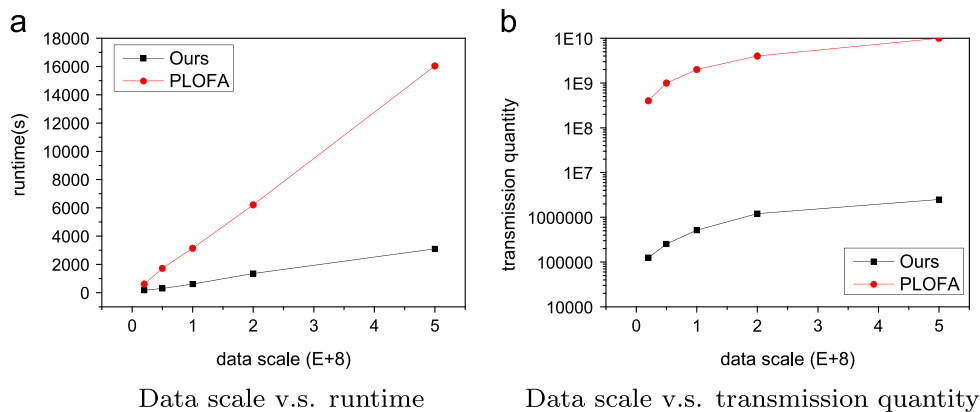 a
18000
16000
14000
12000
10000
8000
6000
4000
2000
0
runtime(s)
Ours
PLOFA
0 1 2 3 4 5
data scale (E+8)
Data scale v.s. runtime
b
1E10
1E9
1E8
1E7
1000000
100000
10000
transmission quantity
Ours
PLOFA
0 1 2 3 4 5
data scale (E+8)
Data scale v.s. transmission quantity